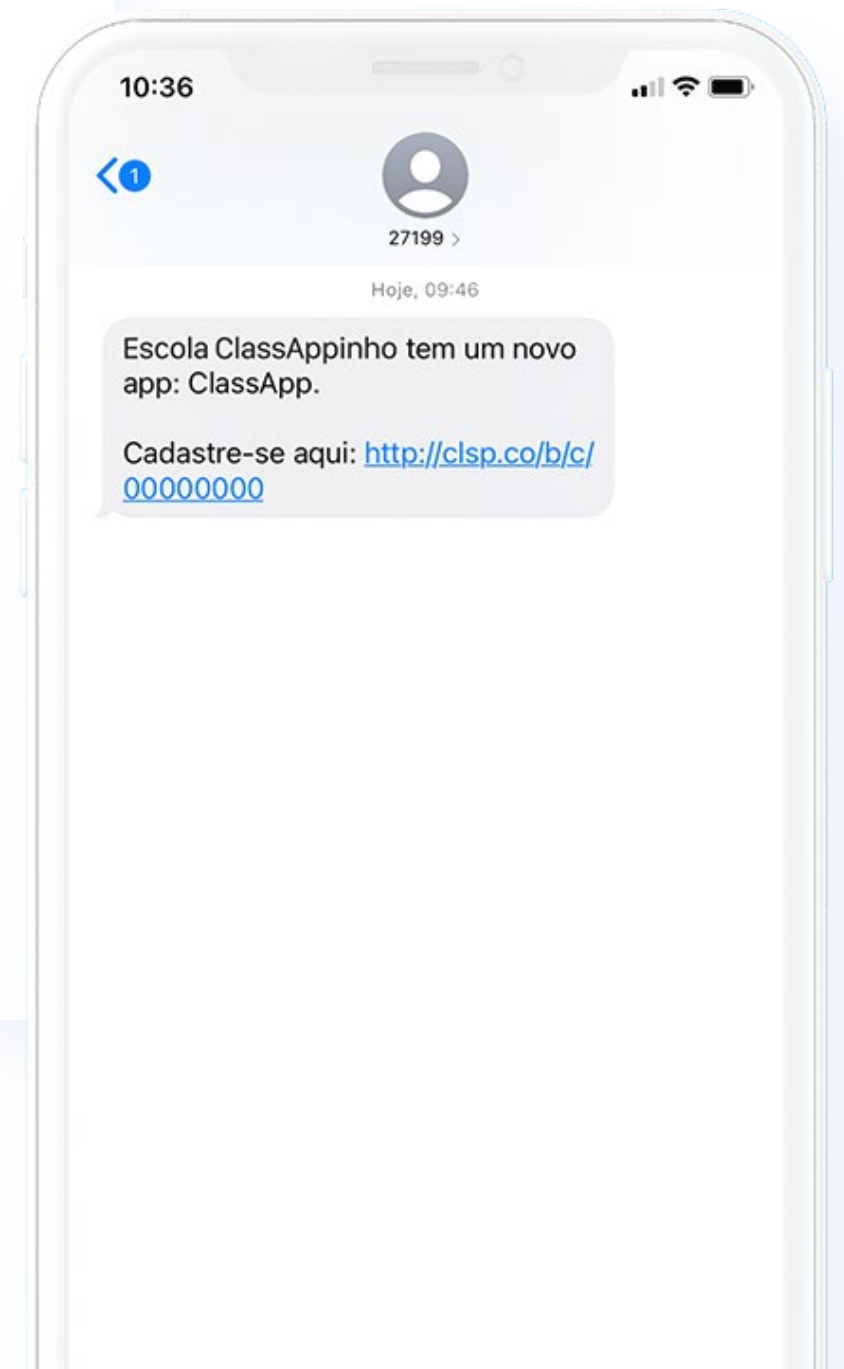 10:36
1
27199 >
Hoje, 09:46
Escola ClassAppinho tem um novo
app: ClassApp.
Cadastre-se aqui: http://clsp.co/b/c/
00000000